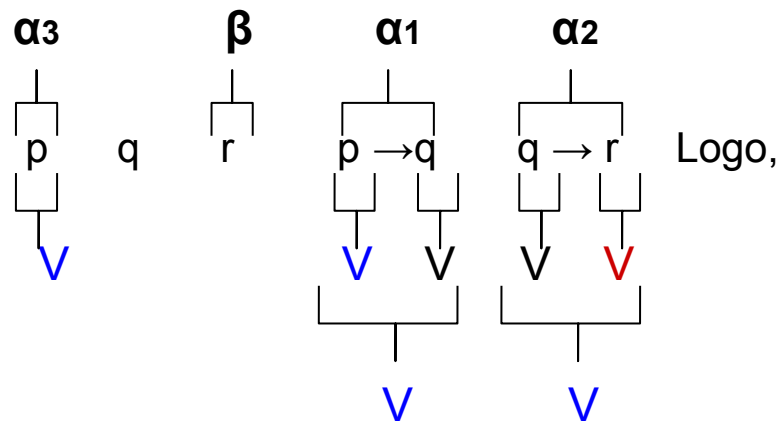 α3 β α1 α2
p q r p → q q → r Logo,
V V V V V
V V